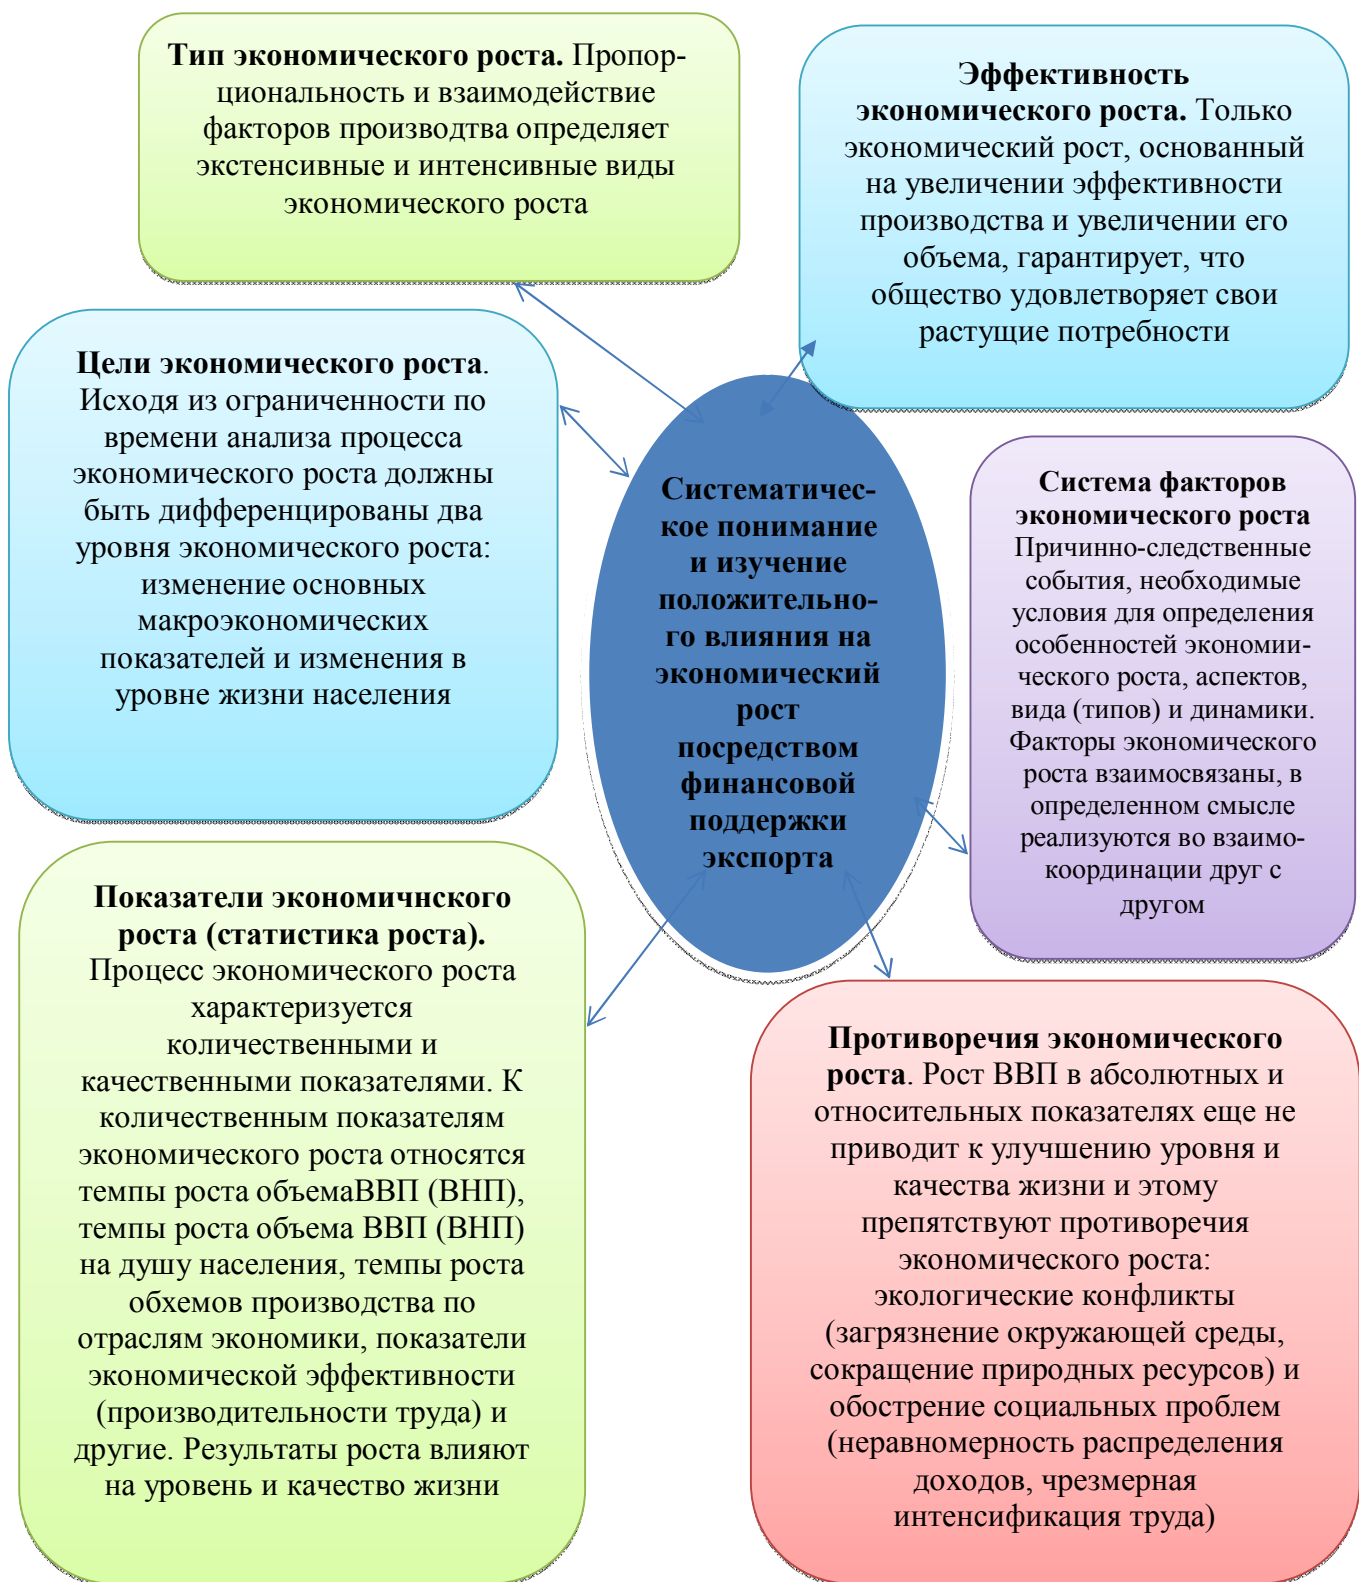 Тип экономического роста. Пропор-
циональность и взаимодействие
факторов произвотва определяет
экстенсивные и интенсивные виды
экономического роста
Эффективность
экономического роста. Только
экономический рост, основанный
на увеличении эффективности
производства и увеличении его
объема, гарантирует, что
общество удовлетворяет свои
растущие потребности
Цели экономического роста.
Исходя из ограниченности по
времени анализа процесса
экономического роста должны
быть дифференцированы два
уровня экономического роста:
изменение основных
макроэкономических
показателей и изменения в
уровне жизни населения
Систематичес-
кое понимание
и изучение
положительно-
го влияния на
экономический
рост
посредством
финансовой
поддержки
экспорта
Система факторов
экономического роста
Причинно-следственные
события, необходимые
условия для определения
особенностей экономии-
ческого роста, аспектов,
вида (типов) и динамики.
Факторы экономического
роста взаимосвязаны, в
определенном смысле
реализуются во взаимо-
координации друг с
другом
Показатели экономичнского
роста (статистика роста).
Процесс экономического роста
характеризуется
количественными и
качественными показателями. К
количественным показателям
экономического роста относятся
темпы роста объемаВВП (ВНП),
темпы роста объема ВВП (ВНП)
на душу населения, темпы роста
обхемов производства по
отраслям экономики, показатели
экономической эффективности
(производительности труда) и
другие. Результаты роста влияют
на уровень и качество жизни
Противоречия экономического
роста. Рост ВВП в абсолютных и
относительных показателях еще не
приводит к улучшению уровня и
качества жизни и этому
препятствуют противоречия
экономического роста:
экологические конфликты
(загрязнение окружающей среды,
сокращение природных ресурсов) и
обострение социальных проблем
(неравномерность распределения
доходов, чрезмерная
интенсификация труда)